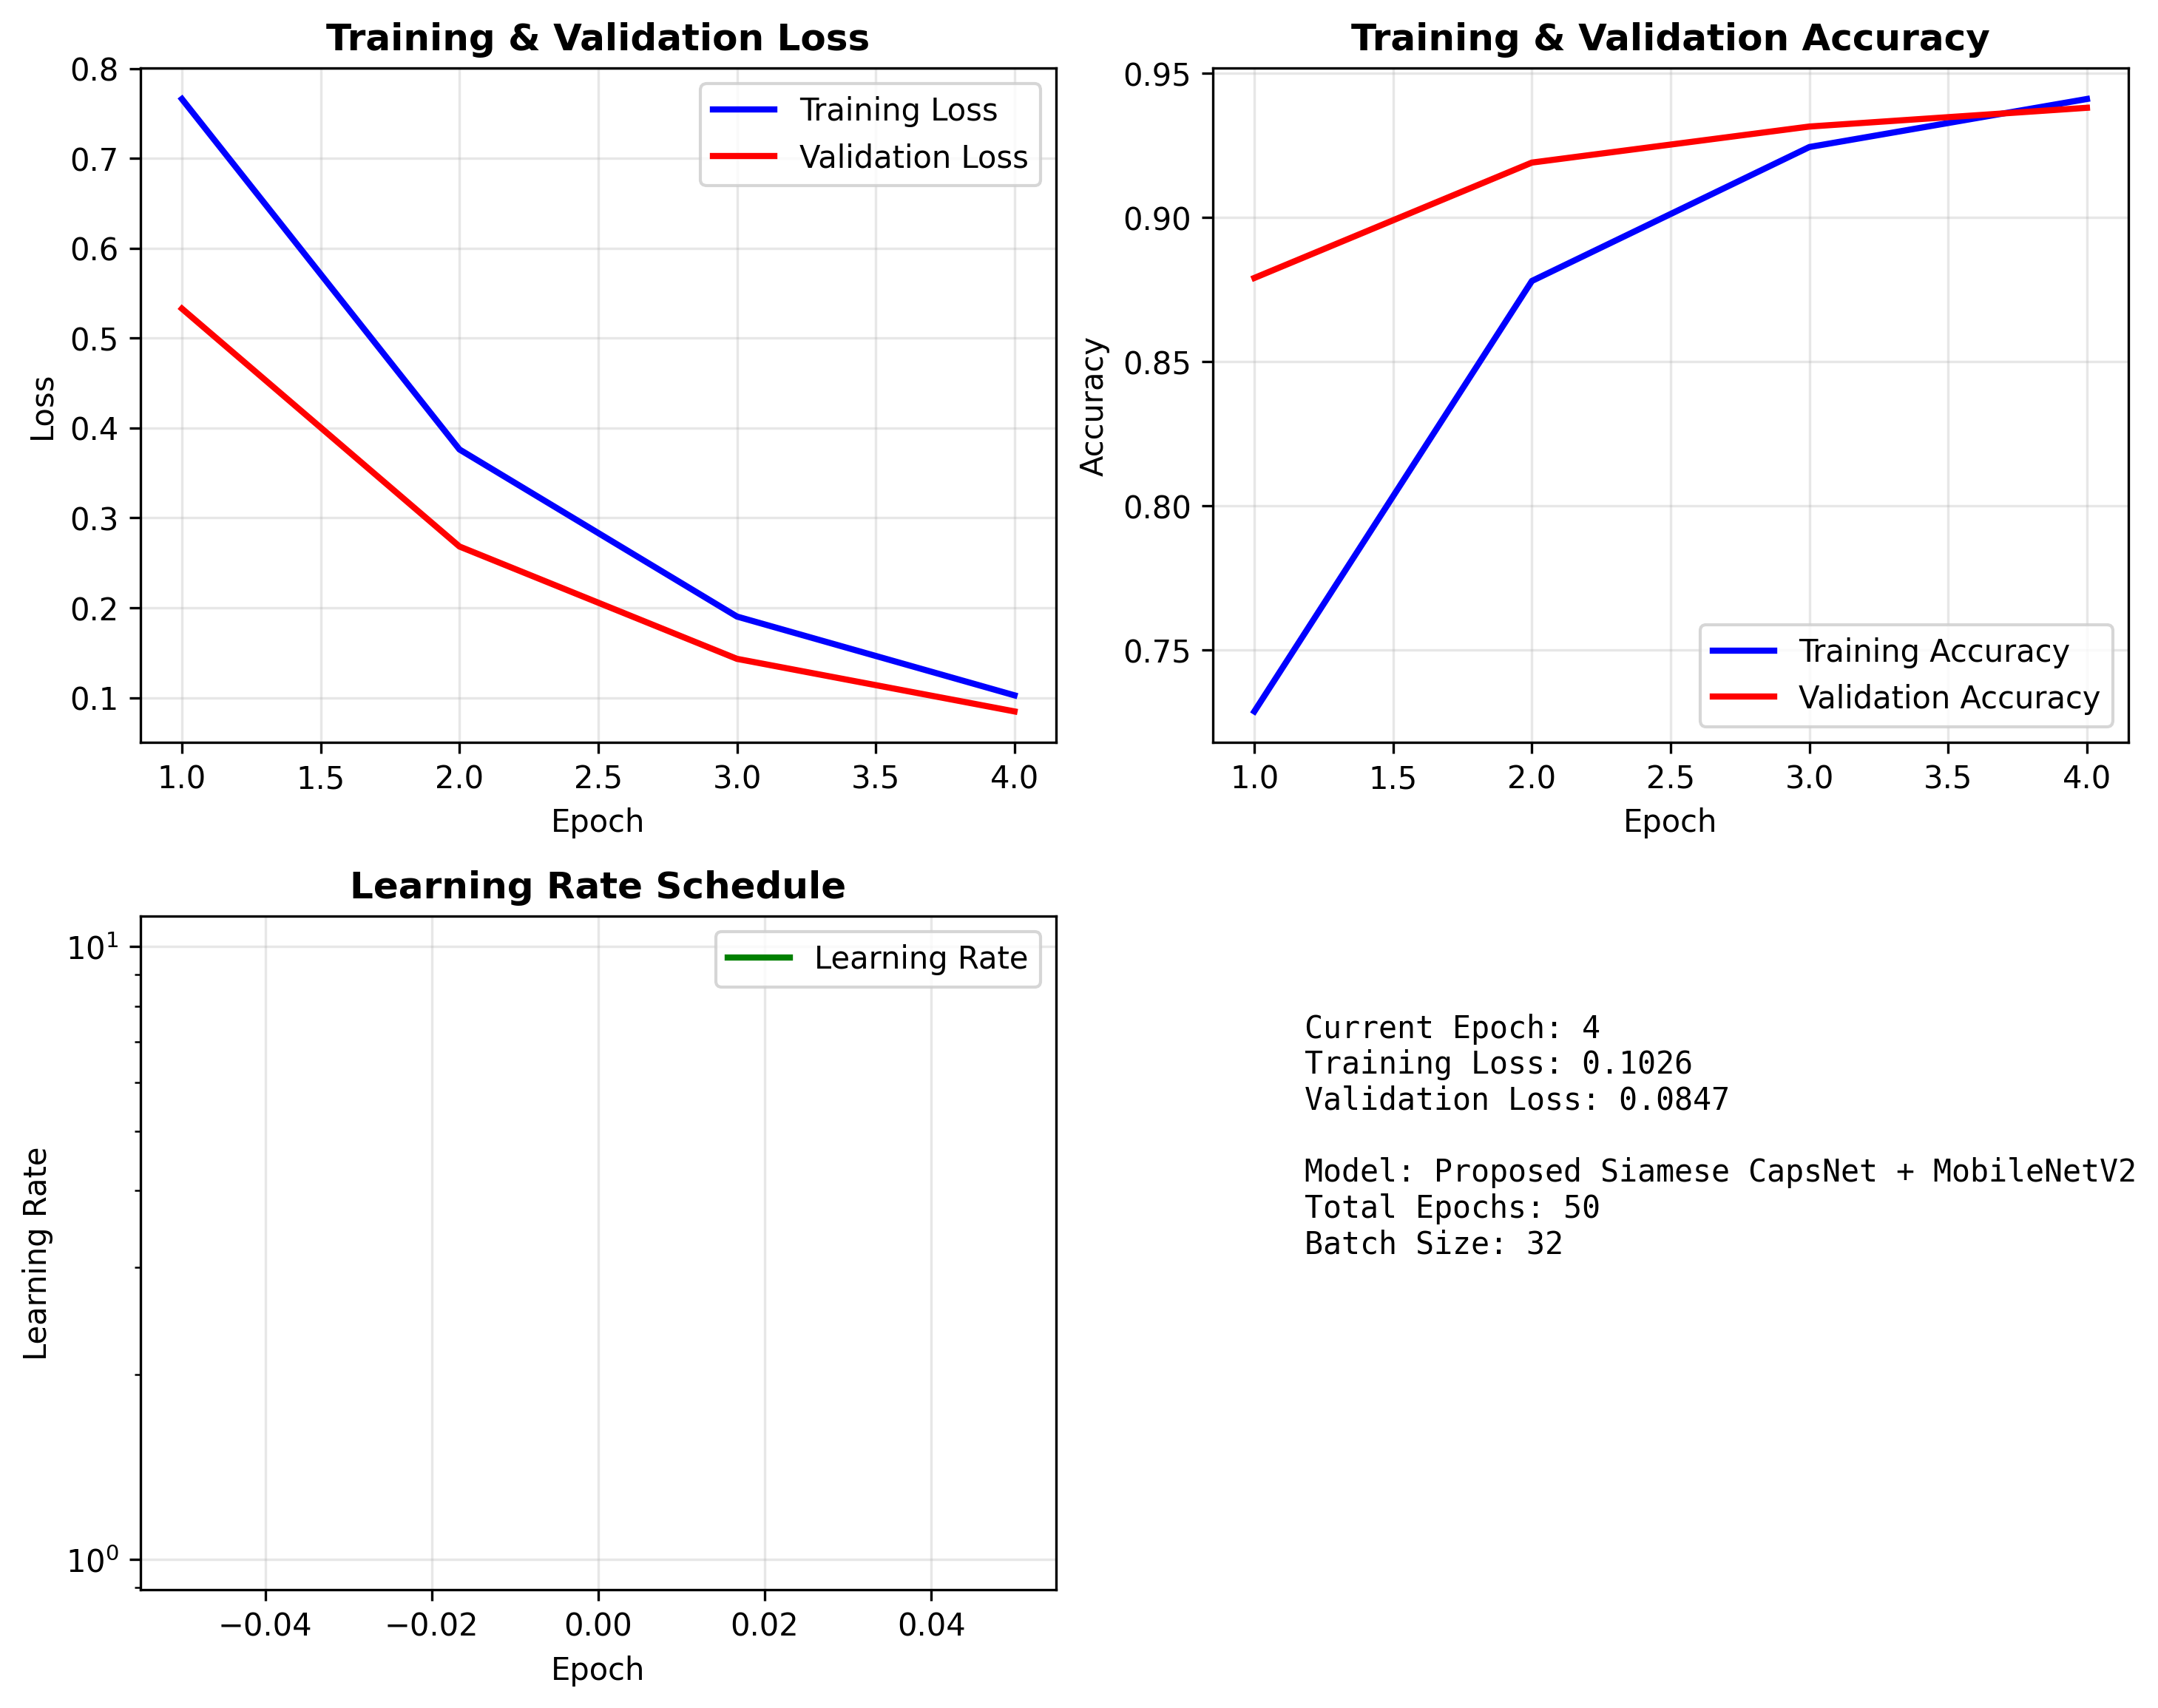 Training & Validation Loss
0.8
0.7
0.6
0.5
0.4
0.3
0.2
0.1
Loss
Training Loss
Validation Loss
1.0 1.5 2.0 2.5 3.0 3.5 4.0
Epoch
Training & Validation Accuracy
0.95
0.90
0.85
0.80
0.75
Accuracy
Training Accuracy
Validation Accuracy
1.0 1.5 2.0 2.5 3.0 3.5 4.0
Epoch
Learning Rate Schedule
10¹
10⁰
Learning Rate
Learning Rate
−0.04 −0.02 0.00 0.02 0.04
Epoch
Current Epoch: 4
Training Loss: 0.1026
Validation Loss: 0.0847
Model: Proposed Siamese CapsNet + MobileNetV2
Total Epochs: 50
Batch Size: 32